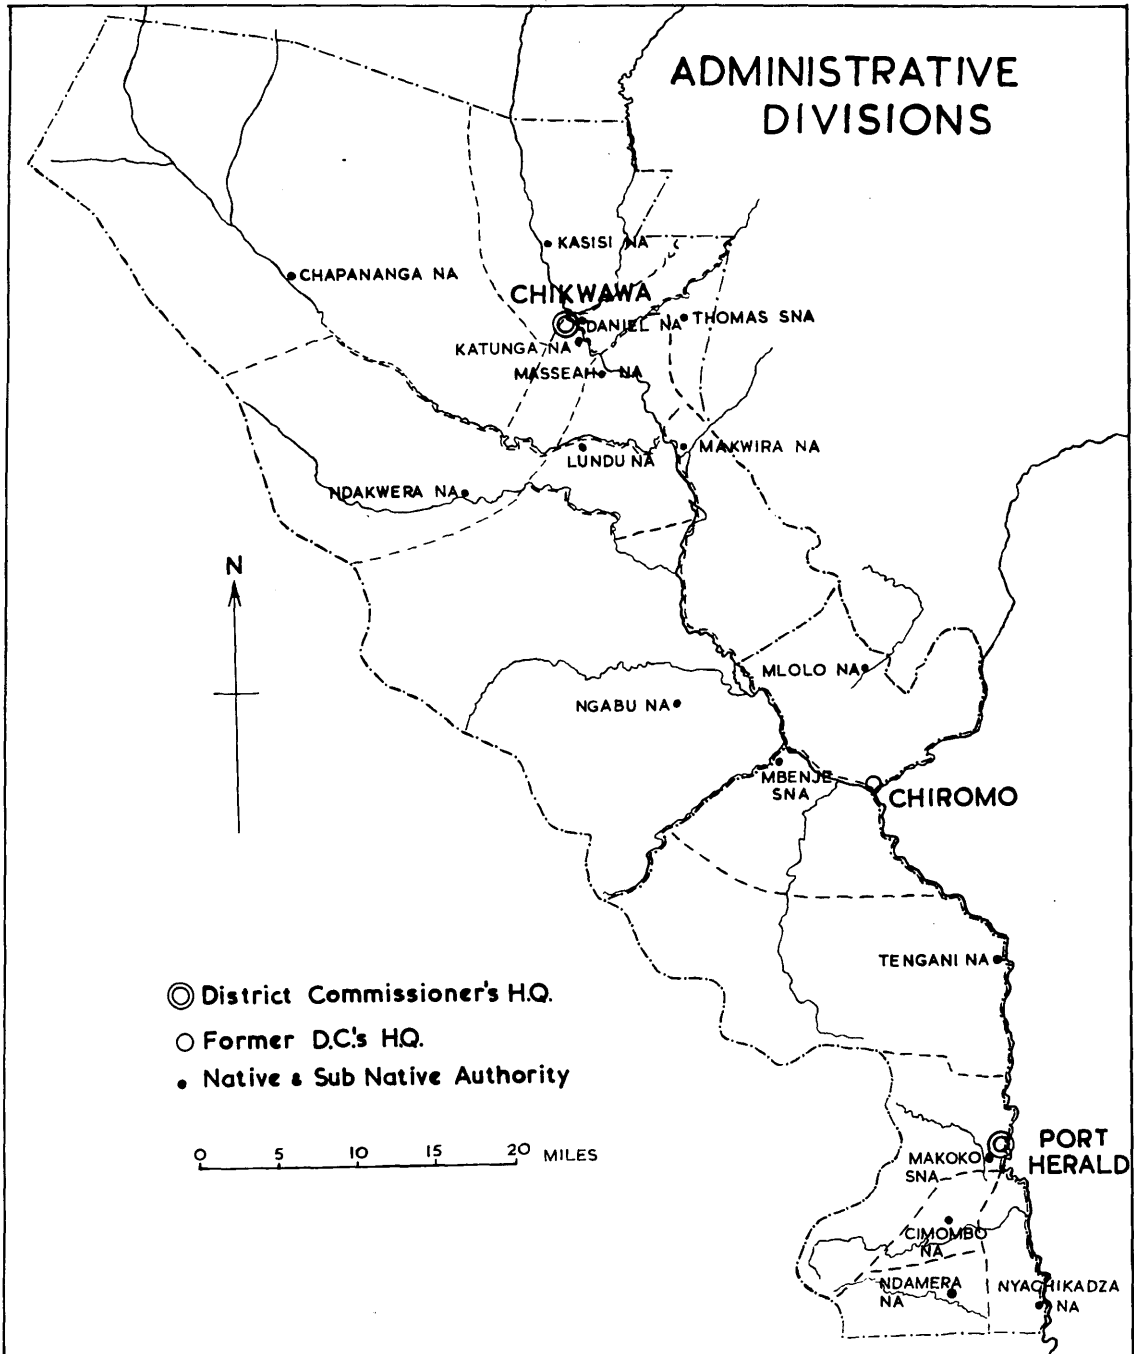 ADMINISTRATIVE
DIVISIONS
KASISI NA
CHAPANANGA NA
CHIKWAWA
DANIEL NA
THOMAS SNA
KATUNGA NA
MASSEAH NA
MAKWIRA NA
LUNDU NA
NDAKWERA NA
N
MLOLO NA
NGABU NA
MBENJE
SNA
CHIROMO
TENGANI NA
District Commissioner's H.Q.
Former D.C.'s H.Q.
Native & Sub Native Authority
0 5 10 15 20 MILES
PORT
HERALD
MAKOKO
SNA
CIMOMBO
NA
NDAMERA
NA
NYACHIKADZA
NA